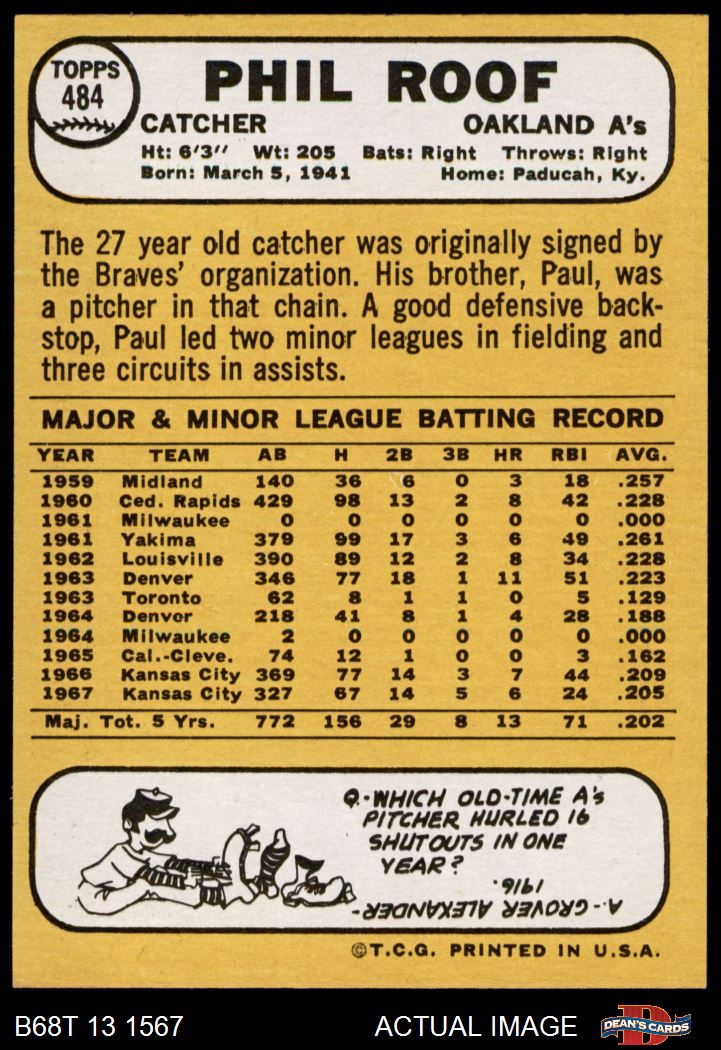 TOPPS
484
PHIL ROOF
CATCHER OAKLAND A's
Ht: 6'3" Wt: 205 Bats: Right Throws: Right
Born: March 5, 1941 Home: Paducah, Ky.
The 27 year old catcher was originally signed by
the Braves' organization. His brother, Paul, was
a pitcher in that chain. A good defensive back-
stop, Paul led two minor leagues in fielding and
three circuits in assists.
MAJOR & MINOR LEAGUE BATTING RECORD
YEAR TEAM AB H 2B 3B HR RBI AVG.
1959 Midland 140 36 6 0 3 18 .257
1960 Ced. Rapids 429 98 13 2 8 42 .228
1961 Milwaukee 0 0 0 0 0 0 .000
1961 Yakima 379 99 17 3 6 49 .261
1962 Louisville 390 89 12 2 8 34 .228
1963 Denver 346 77 18 1 11 51 .223
1963 Toronto 62 8 1 1 0 5 .129
1964 Denver 218 41 8 1 4 28 .188
1964 Milwaukee 2 0 0 0 0 0 .000
1965 Cal.-Cleve. 74 12 1 0 0 3 .162
1966 Kansas City 369 77 14 3 7 44 .209
1967 Kansas City 327 67 14 5 6 24 .205
Maj. Tot. 5 Yrs. 772 156 29 8 13 71 .202
Q.-WHICH OLD-TIME A's
PITCHER HURLED 16
SHUTOUTS IN ONE
YEAR?
A.-GROVER ALEXANDER-
1916.
©T.C.G. PRINTED IN U.S.A.
B68T 13 1567 ACTUAL IMAGE DEAN'S CARDS